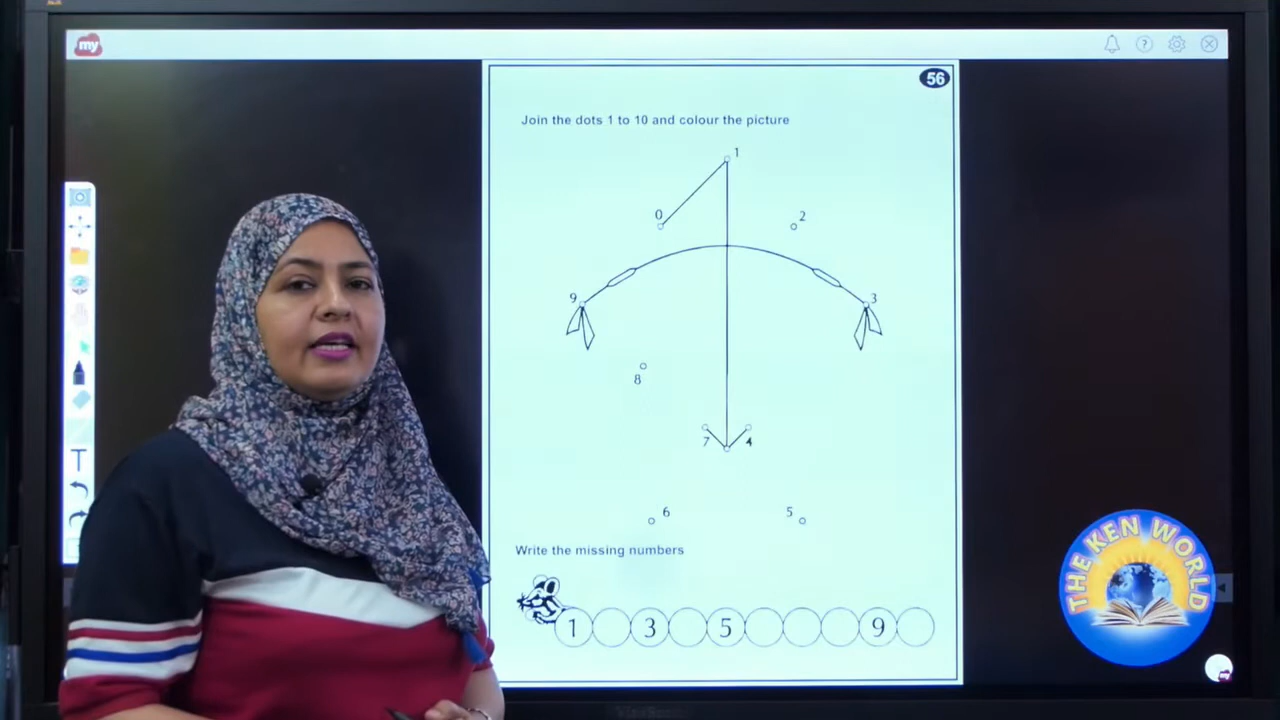 my
?
56
Join the dots 1 to 10 and colour the picture
1
0
2
9
3
8
7
4
6
5
T
Write the missing numbers
1 3 5 9
THE KEN WORLD